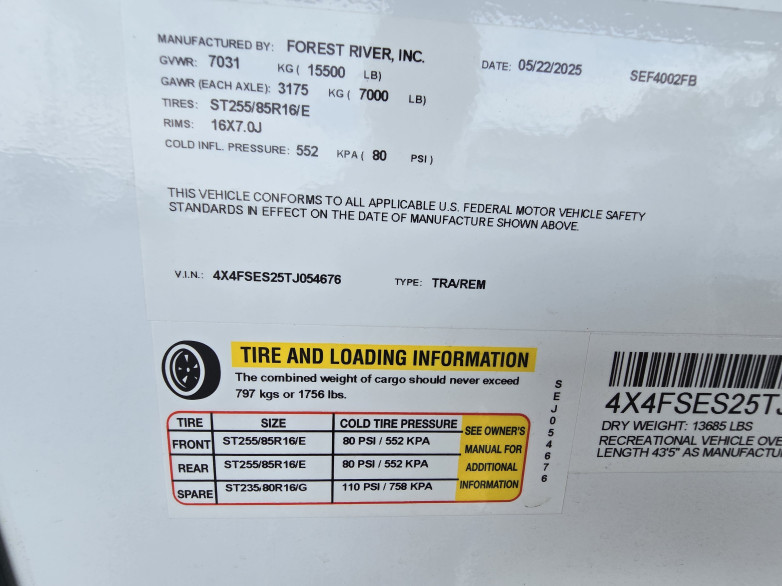 MANUFACTURED BY: FOREST RIVER, INC.
GVWR: 7031 KG ( 15500 LB) DATE: 05/22/2025 SEF4002FB
GAWR (EACH AXLE): 3175 KG ( 7000 LB)
TIRES: ST255/85R16/E
RIMS: 16X7.0J
COLD INFL. PRESSURE: 552 KPA ( 80 PSI )
THIS VEHICLE CONFORMS TO ALL APPLICABLE U.S. FEDERAL MOTOR VEHICLE SAFETY
STANDARDS IN EFFECT ON THE DATE OF MANUFACTURE SHOWN ABOVE.
V.I.N.: 4X4FSES25TJ054676 TYPE: TRA/REM
TIRE AND LOADING INFORMATION
The combined weight of cargo should never exceed
797 kgs or 1756 lbs.
TIRE SIZE COLD TIRE PRESSURE
FRONT ST255/85R16/E 80 PSI / 552 KPA
REAR ST255/85R16/E 80 PSI / 552 KPA
SPARE ST235/80R16/G 110 PSI / 758 KPA
SEE OWNER'S
MANUAL FOR
ADDITIONAL
INFORMATION
SEJ054676
4X4FSES25TJ
DRY WEIGHT: 13685 LBS
RECREATIONAL VEHICLE OVE
LENGTH 43'5" AS MANUFACTU